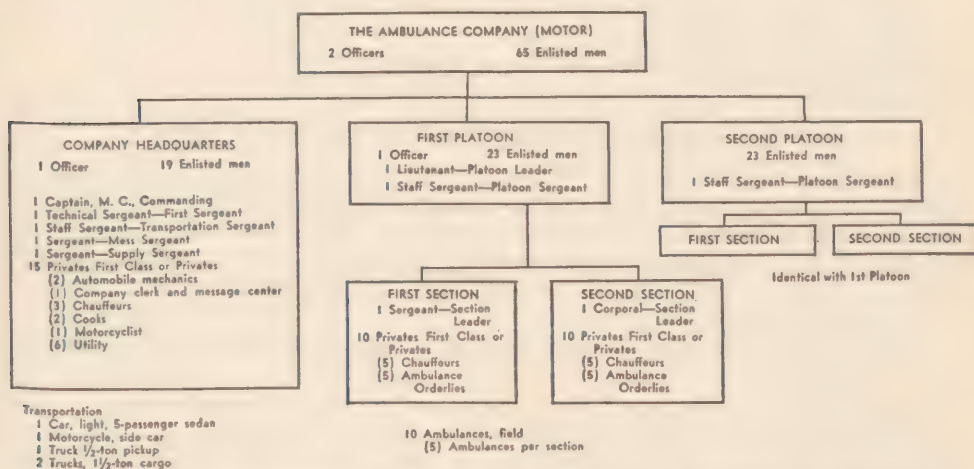 THE AMBULANCE COMPANY (MOTOR)
2 Officers 65 Enlisted men
COMPANY HEADQUARTERS
1 Officer 19 Enlisted men
1 Captain, M. C., Commanding
1 Technical Sergeant—First Sergeant
1 Staff Sergeant—Transportation Sergeant
1 Sergeant—Mess Sergeant
1 Sergeant—Supply Sergeant
15 Privates First Class or Privates
(2) Automobile mechanics
(1) Company clerk and message center
(3) Chauffeurs
(2) Cooks
(1) Motorcyclist
(6) Utility
Transportation
1 Car, light, 5-passenger sedan
1 Motorcycle, side car
1 Truck 1/2-ton pickup
2 Trucks, 1 1/2-ton cargo
FIRST PLATOON
1 Officer 23 Enlisted men
1 Lieutenant—Platoon Leader
1 Staff Sergeant—Platoon Sergeant
FIRST SECTION
1 Sergeant—Section
Leader
10 Privates First Class or
Privates
(5) Chauffeurs
(5) Ambulance
Orderlies
SECOND SECTION
1 Corporal—Section
Leader
10 Privates First Class or
Privates
(5) Chauffeurs
(5) Ambulance
Orderlies
10 Ambulances, field
(5) Ambulances per section
SECOND PLATOON
23 Enlisted men
1 Staff Sergeant—Platoon Sergeant
FIRST SECTION
SECOND SECTION
Identical with 1st Platoon